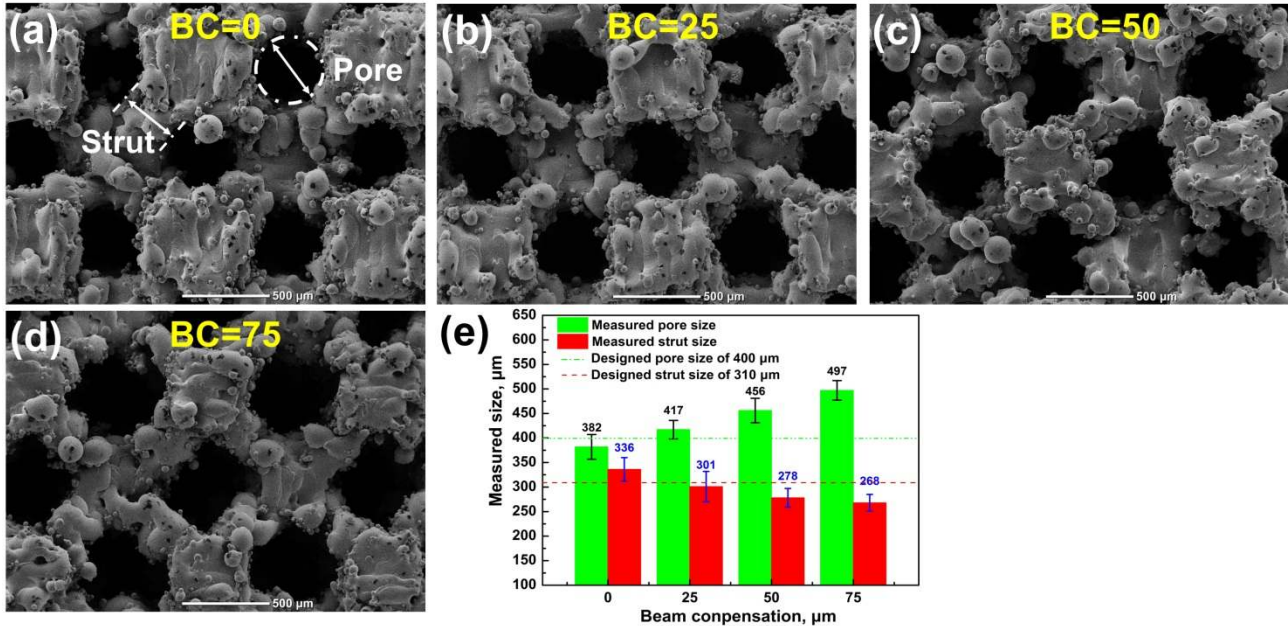 (a) BC=0
Pore
Strut
500 μm
(b) BC=25
500 μm
(c) BC=50
500 μm
(d) BC=75
500 μm
(e)
Measured pore size
Measured strut size
Designed pore size of 400 μm
Designed strut size of 310 μm
Measured size, μm
650
600
550
500
450
400
350
300
250
200
150
100
382
336
417
301
456
278
497
268
0 25 50 75
Beam conpensation, μm